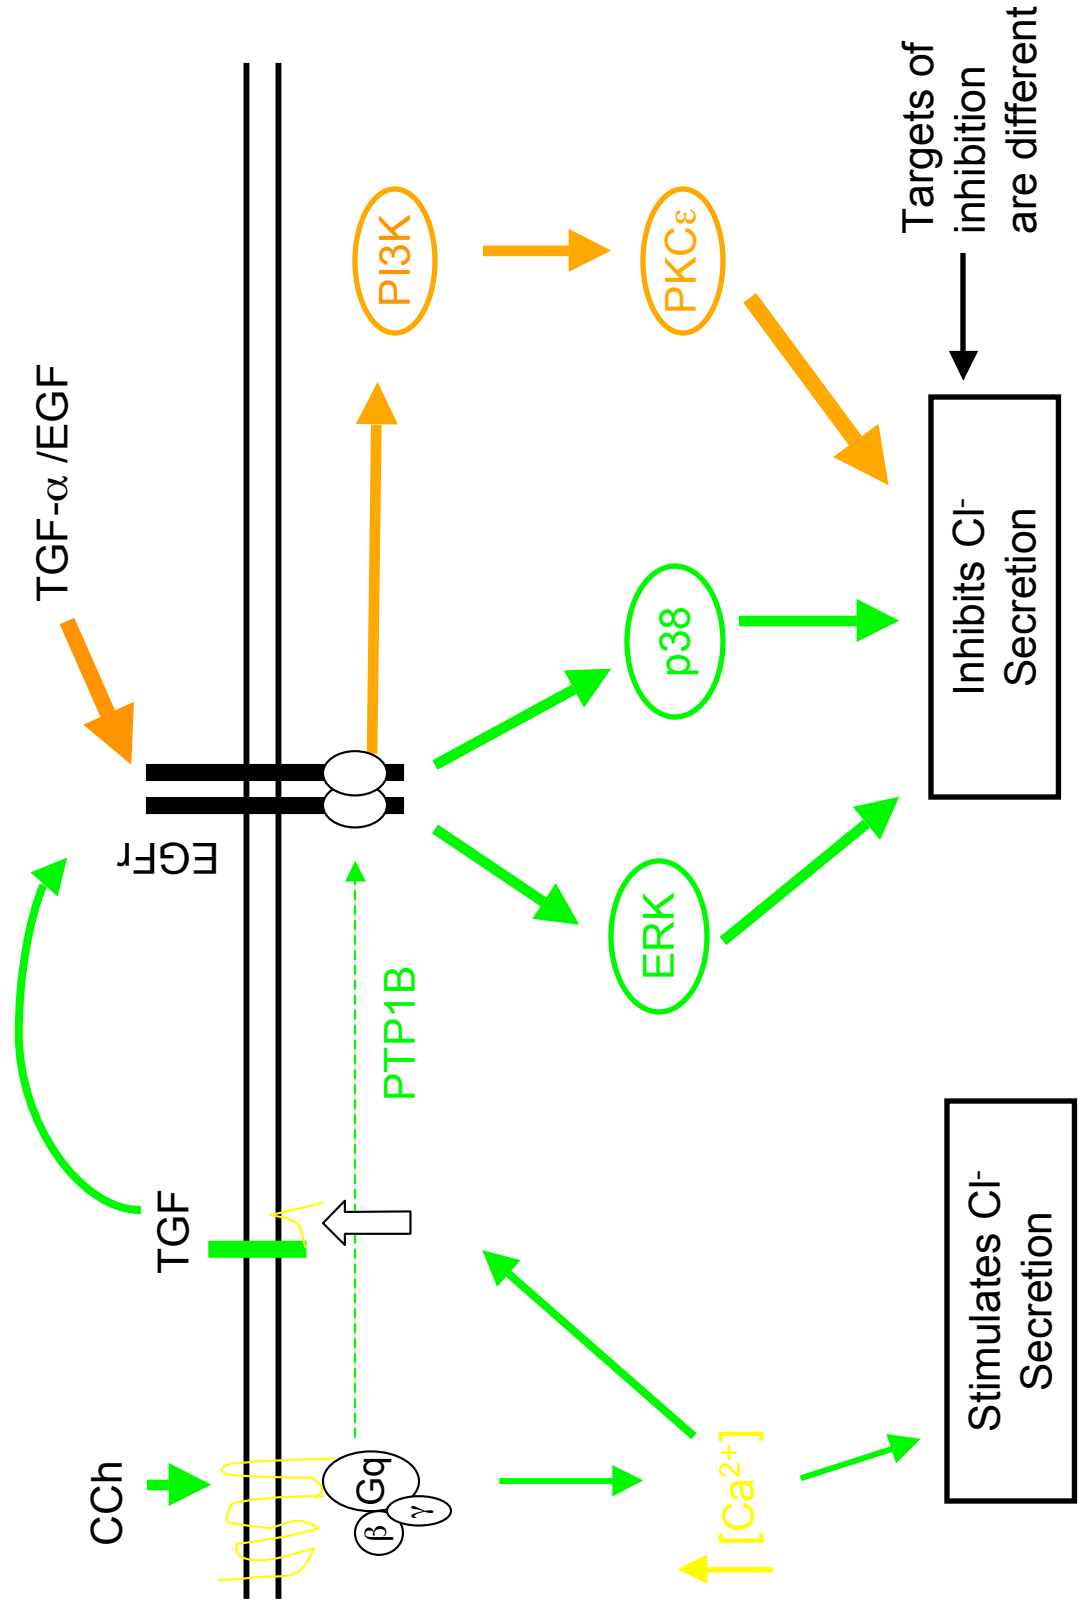 CCh
TGF
TGF-α /EGF
EGFr
Gq
β
γ
PTP1B
PI3K
[Ca²⁺]
ERK
p38
PKCε
Stimulates Cl⁻
Secretion
Inhibits Cl⁻
Secretion
Targets of
inhibition
are different